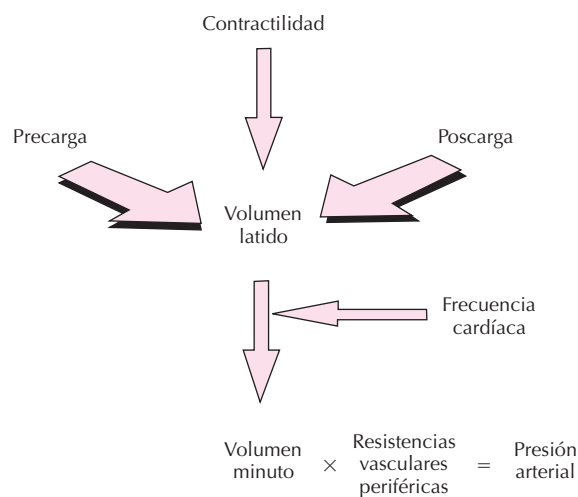 Contractilidad
Precarga
Poscarga
Volumen
latido
Frecuencia
cardíaca
Volumen
minuto
×
Resistencias
vasculares
periféricas
=
Presión
arterial